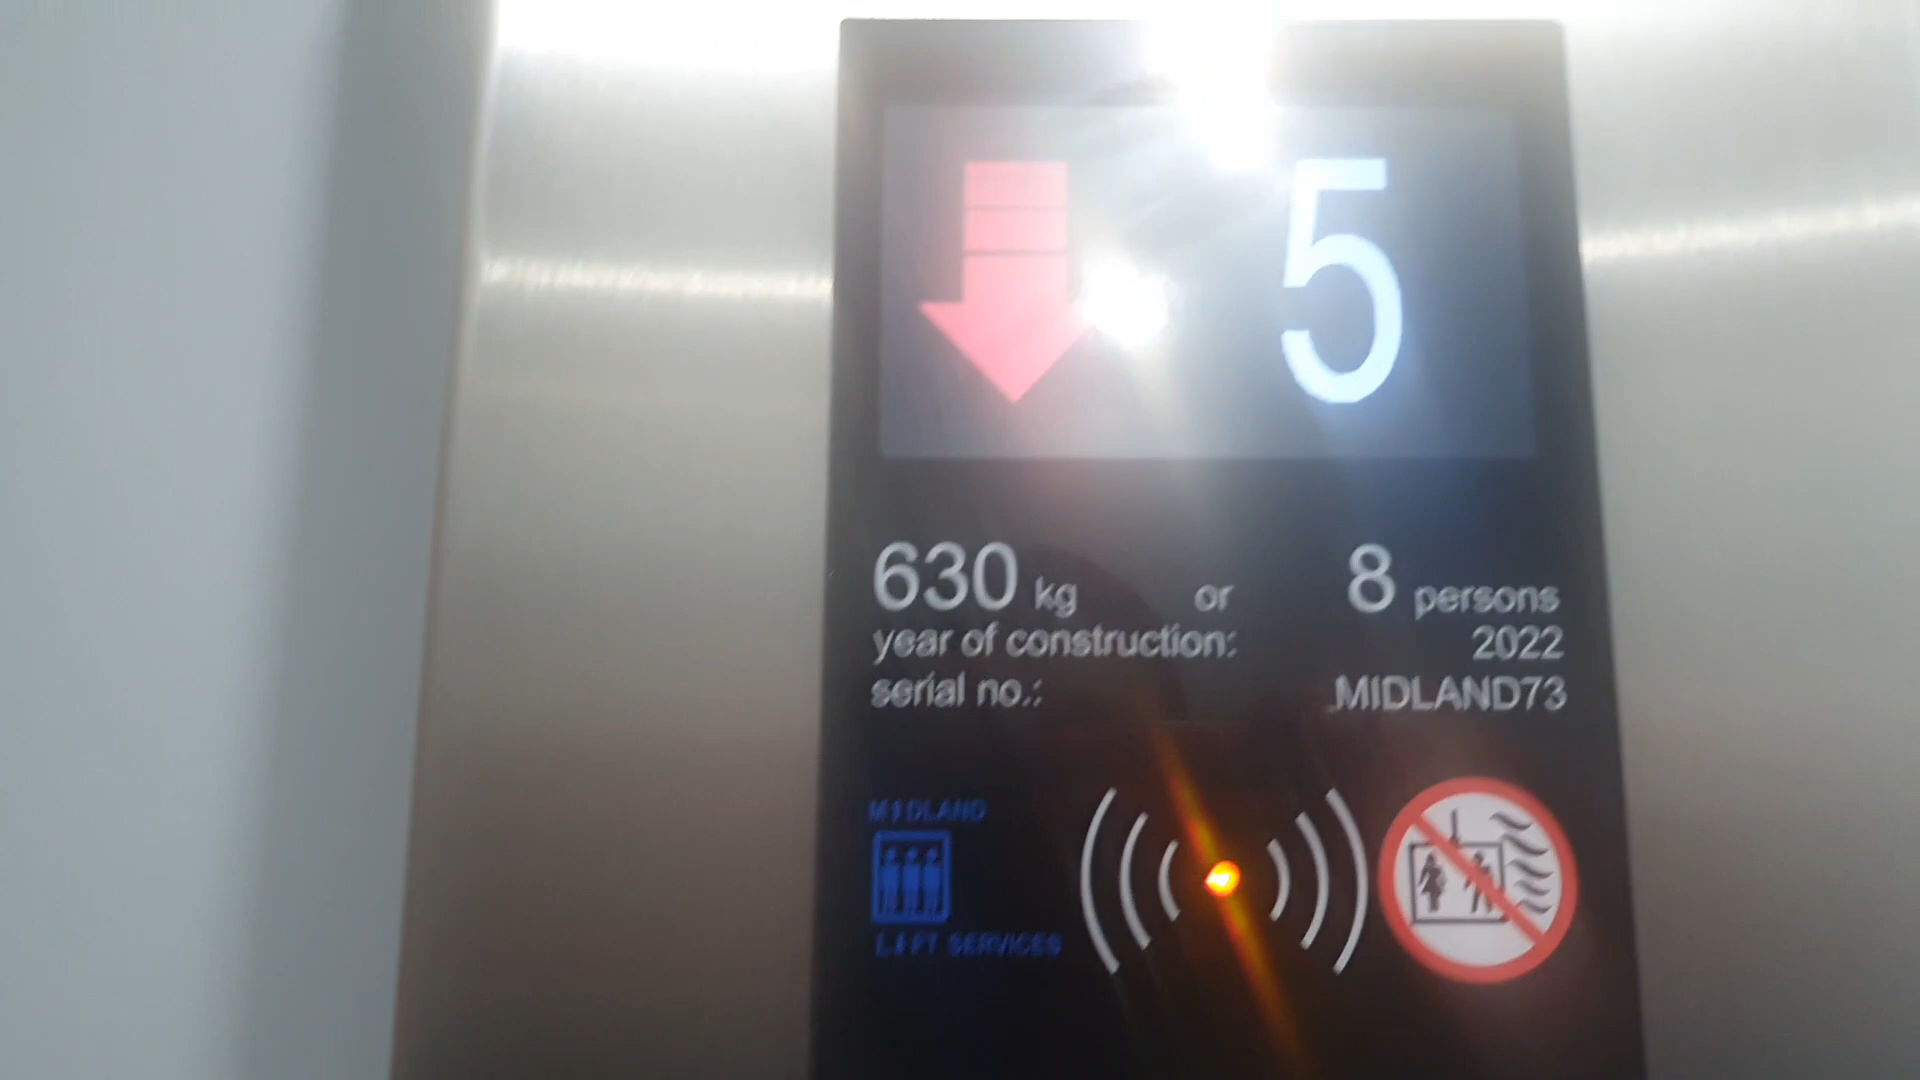 5
630 kg or 8 persons
year of construction: 2022
serial no.: MIDLAND73
MIDLAND
LIFT SERVICES